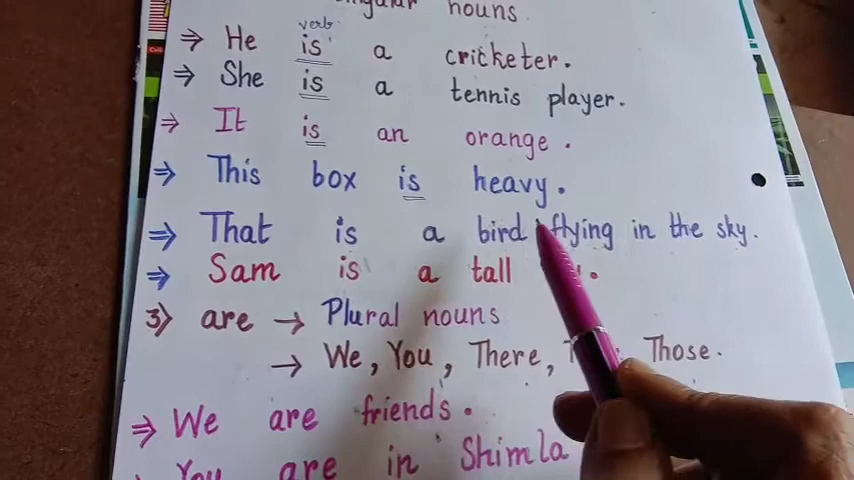 nouns
verb
⇒ He is a cricketer.
⇒ She is a tennis player.
⇒ It is an orange.
⇒ This box is heavy.
⇒ That is a bird flying in the sky.
⇒ Sam is a tall .
3⇒ are → Plural nouns
→ We, You, There, Those.
⇒ We are friends.
You are in Shimla